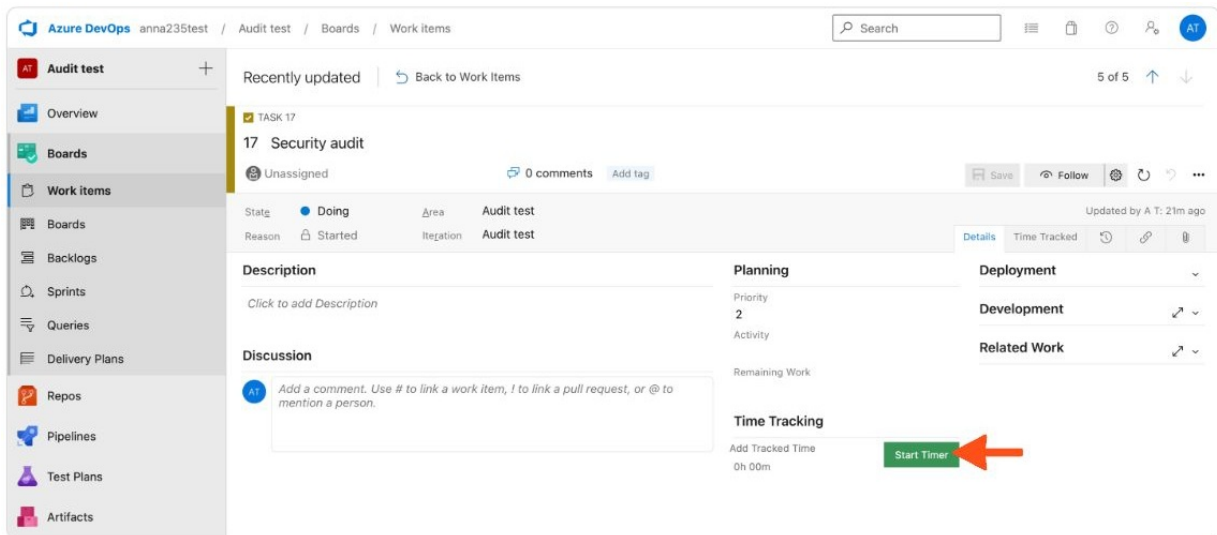 Azure DevOps anna235test / Audit test / Boards / Work items
Search
AT
AT Audit test
Overview
Boards
Work items
Boards
Backlogs
Sprints
Queries
Delivery Plans
Repos
Pipelines
Test Plans
Artifacts
Recently updated
Back to Work Items
5 of 5
TASK 17
17 Security audit
Unassigned
0 comments
Add tag
Save
Follow
State
Doing
Area
Audit test
Updated by A T: 21m ago
Reason
Started
Iteration
Audit test
Details
Time Tracked
Description
Click to add Description
Discussion
AT
Add a comment. Use # to link a work item, ! to link a pull request, or @ to
mention a person.
Planning
Priority
2
Activity
Remaining Work
Time Tracking
Add Tracked Time
0h 00m
Start Timer
Deployment
Development
Related Work